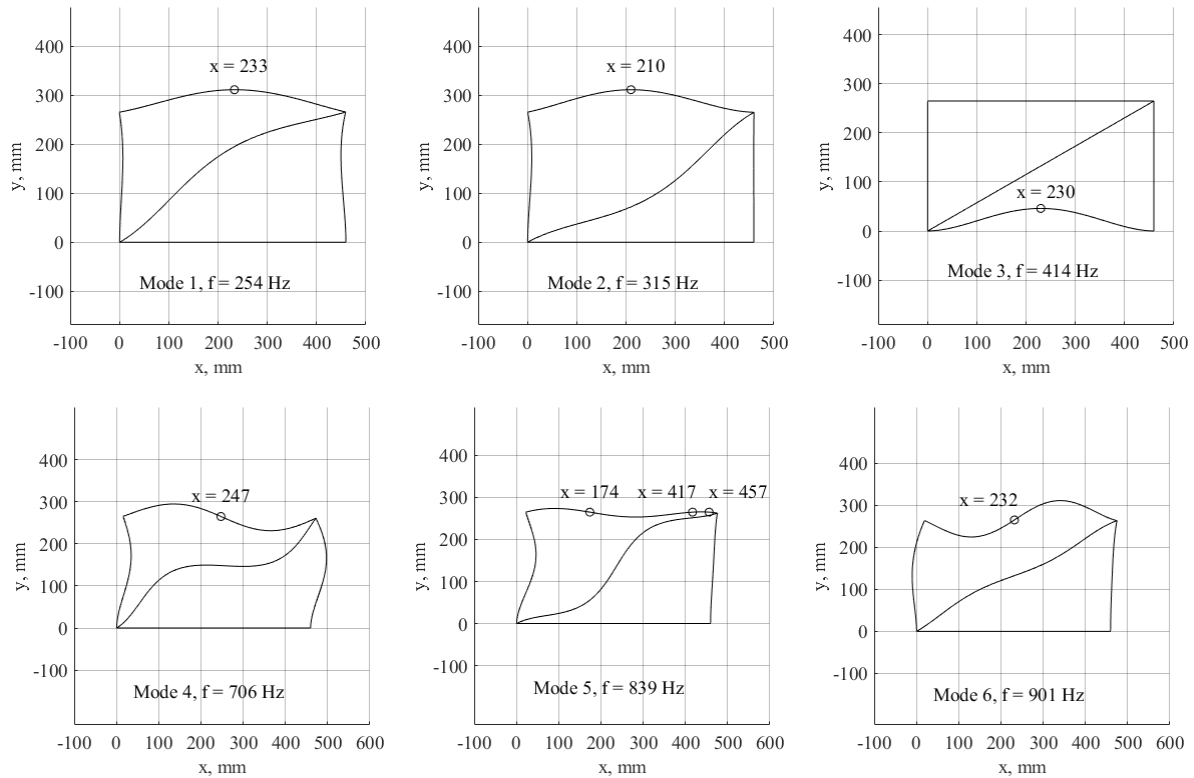 400
300
200
100
0
-100
y, mm
x = 233
Mode 1, f = 254 Hz
-100 0 100 200 300 400 500
x, mm
400
300
200
100
0
-100
y, mm
x = 210
Mode 2, f = 315 Hz
-100 0 100 200 300 400 500
x, mm
400
300
200
100
0
-100
y, mm
x = 230
Mode 3, f = 414 Hz
-100 0 100 200 300 400 500
x, mm
400
300
200
100
0
-100
y, mm
x = 247
Mode 4, f = 706 Hz
-100 0 100 200 300 400 500 600
x, mm
400
300
200
100
0
-100
y, mm
x = 174 x = 417 x = 457
Mode 5, f = 839 Hz
-100 0 100 200 300 400 500 600
x, mm
400
300
200
100
0
-100
y, mm
x = 232
Mode 6, f = 901 Hz
-100 0 100 200 300 400 500 600
x, mm